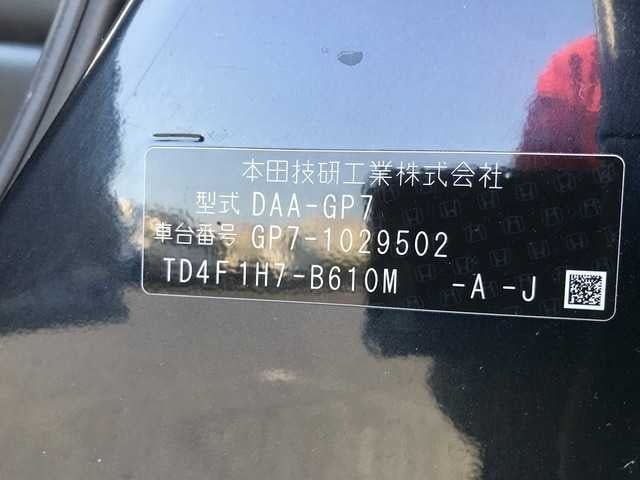 本田技研工業株式会社
型式 DAA-GP7
車台番号 GP7-1029502
TD4F1H7-B610M -A -J